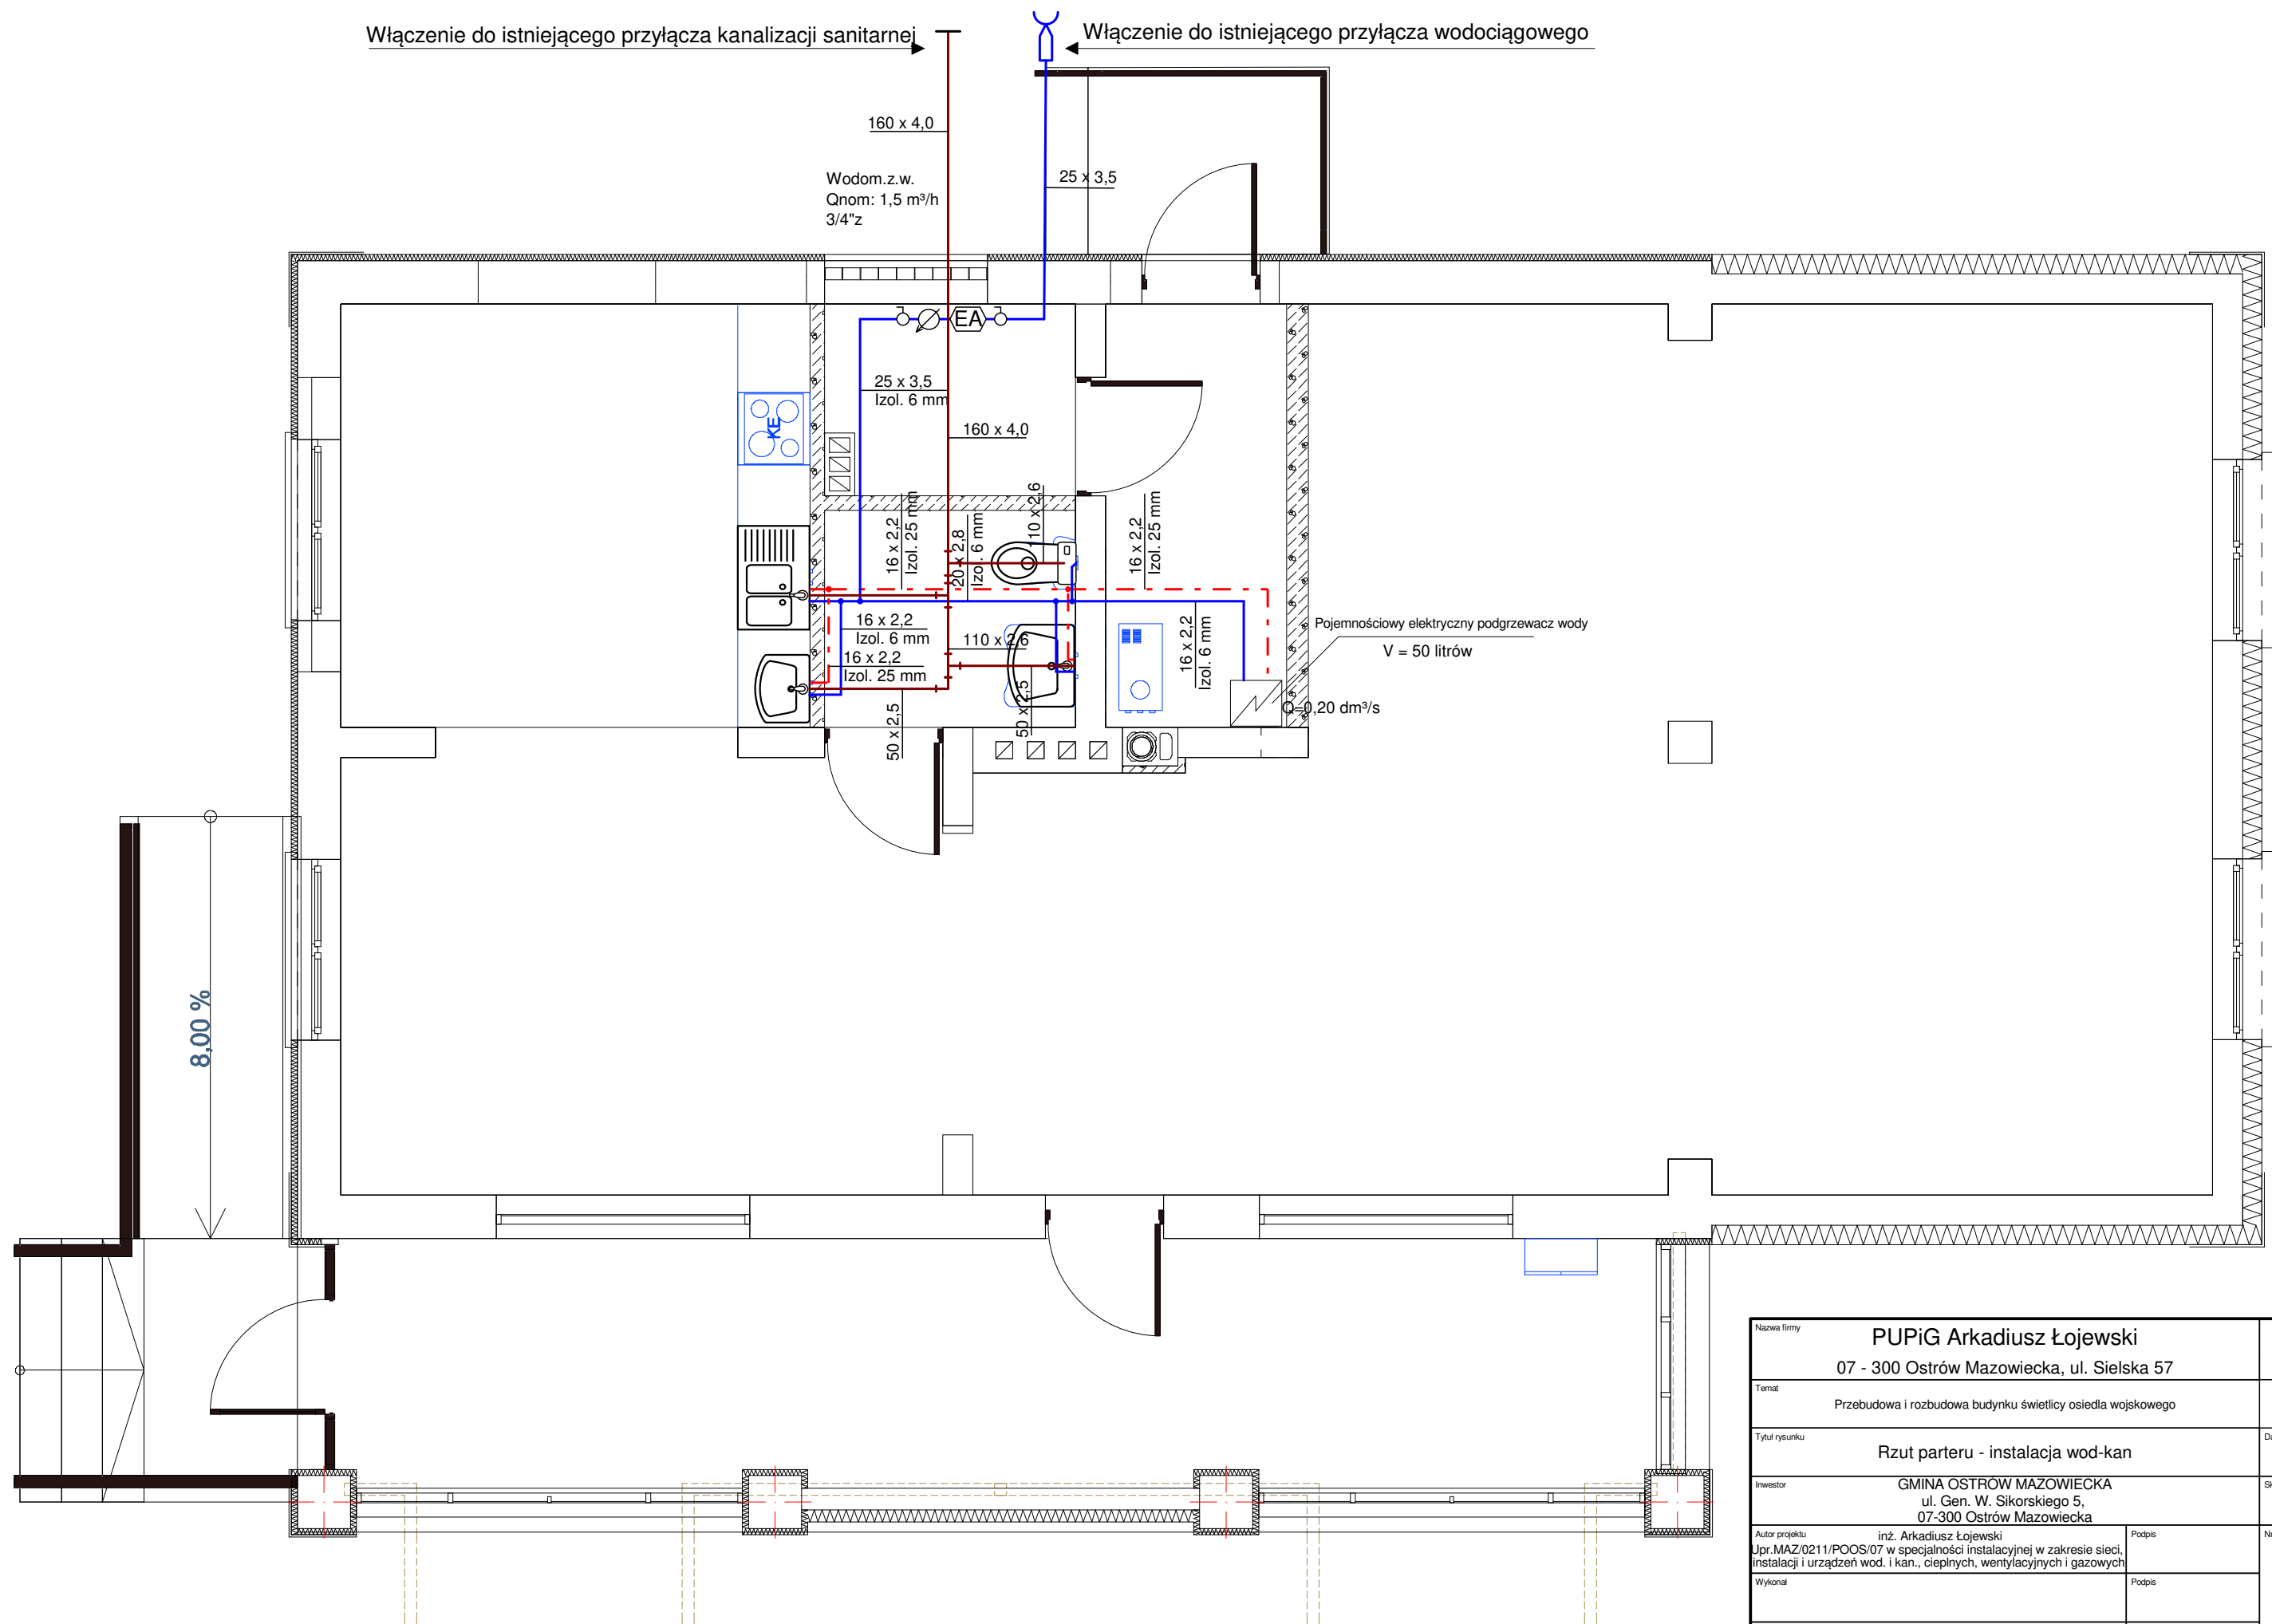 Włączenie do istniejącego przyłącza kanalizacji sanitarnej
Włączenie do istniejącego przyłącza wodociągowego
160 x 4,0
Wodom.z.w.
Qnom: 1,5 m³/h
3/4"z
25 x 3,5
EA
25 x 3,5
Izol. 6 mm
160 x 4,0
KE
16 x 2,2
Izol. 25 mm
20 x 2,8
Izol. 6 mm
110 x 2,6
16 x 2,2
Izol. 25 mm
16 x 2,2
Izol. 6 mm
16 x 2,2
Izol. 25 mm
110 x 2,6
16 x 2,2
Izol. 6 mm
Pojemnościowy elektryczny podgrzewacz wody
V = 50 litrów
Q=0,20 dm³/s
50 x 2,5
50 x 2,5
8,00 %
Nazwa firmy
PUPiG Arkadiusz Łojewski
07 - 300 Ostrów Mazowiecka, ul. Sielska 57
Temat
Przebudowa i rozbudowa budynku świetlicy osiedla wojskowego
Tytuł rysunku
Rzut parteru - instalacja wod-kan
Inwestor
GMINA OSTRÓW MAZOWIECKA
ul. Gen. W. Sikorskiego 5,
07-300 Ostrów Mazowiecka
Autor projektu
inż. Arkadiusz Łojewski
Upr.MAZ/0211/POOS/07 w specjalności instalacyjnej w zakresie sieci,
instalacji i urządzeń wod. i kan., cieplnych, wentylacyjnych i gazowych
Podpis
Wykonał
Podpis